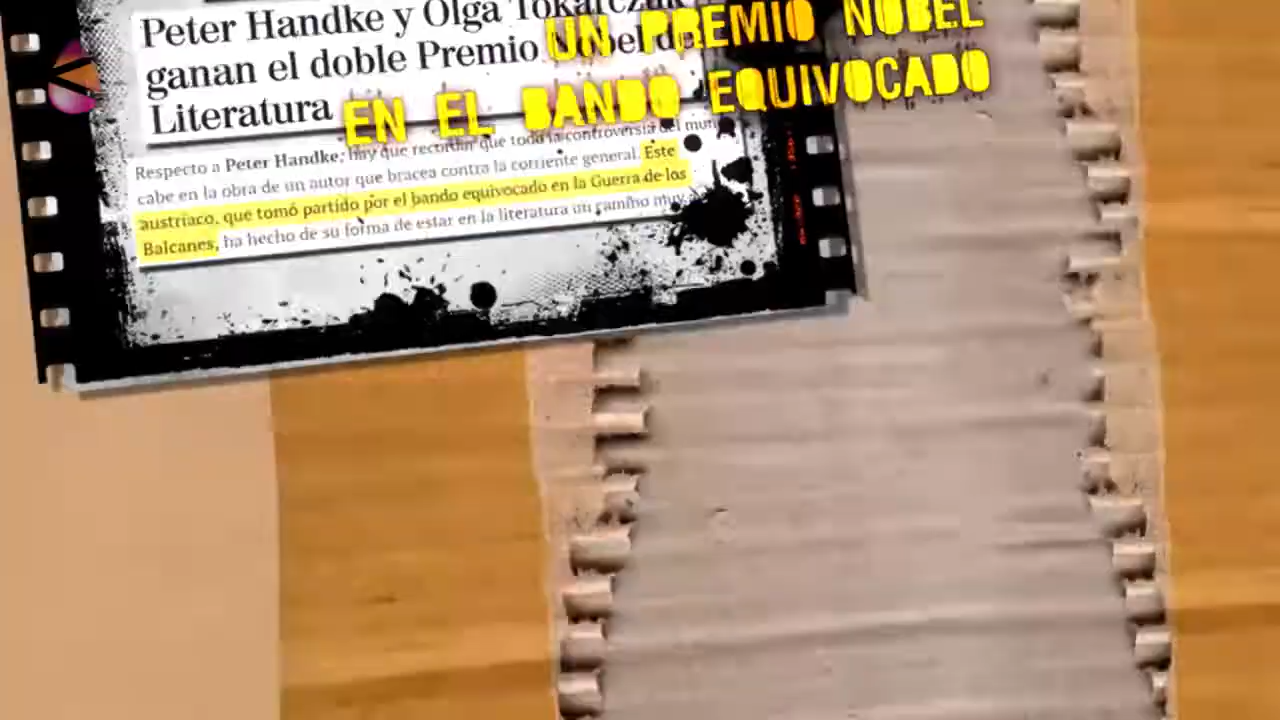 Peter Handke y Olga Tokarczuk
ganan el doble Premio Nobel de
Literatura
UN PREMIO NOBEL
EN EL BANDO EQUIVOCADO
Respecto a Peter Handke; hay que recordar que toda la controversia del mun
cabe en la obra de un autor que bracea contra la corriente general. Este
austríaco, que tomó partido por el bando equivocado en la Guerra de los
Balcanes, ha hecho de su forma de estar en la literatura un camino muy